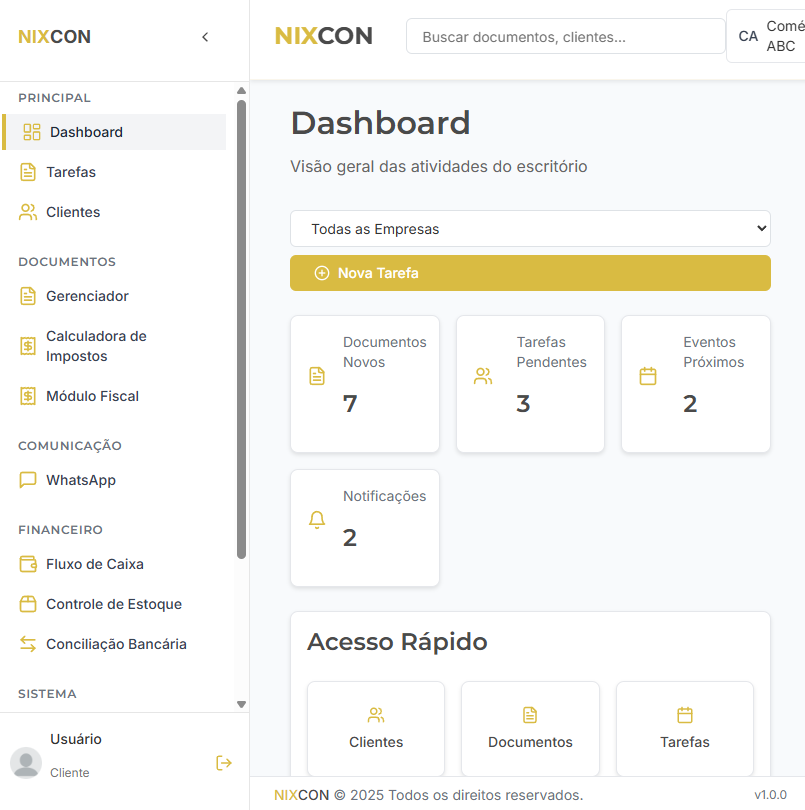 NIXCON
PRINCIPAL
Dashboard
Tarefas
Clientes
DOCUMENTOS
Gerenciador
Calculadora de
Impostos
Módulo Fiscal
COMUNICAÇÃO
WhatsApp
FINANCEIRO
Fluxo de Caixa
Controle de Estoque
Conciliação Bancária
SISTEMA
Usuário
Cliente
NIXCON
Buscar documentos, clientes...
CA
Comé
ABC
Dashboard
Visão geral das atividades do escritório
Todas as Empresas
Nova Tarefa
Documentos
Novos
7
Tarefas
Pendentes
3
Eventos
Próximos
2
Notificações
2
Acesso Rápido
Clientes
Documentos
Tarefas
NIXCON © 2025 Todos os direitos reservados.
v1.0.0